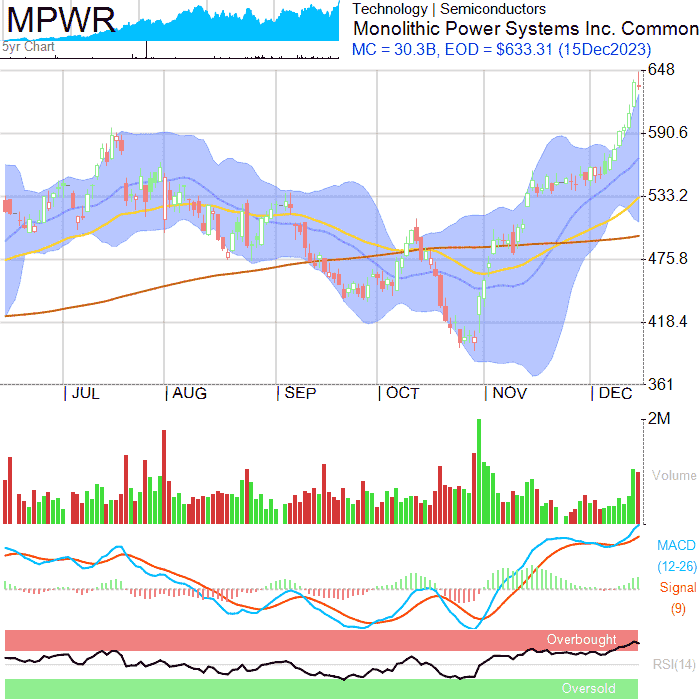 MPWR
5yr Chart
Technology | Semiconductors
Monolithic Power Systems Inc. Common
MC = 30.3B, EOD = $633.31 (15Dec2023)
648
590.6
533.2
475.8
418.4
361
JUL
AUG
SEP
OCT
NOV
DEC
2M
Volume
MACD
(12-26)
Signal
(9)
Overbought
RSI(14)
Oversold